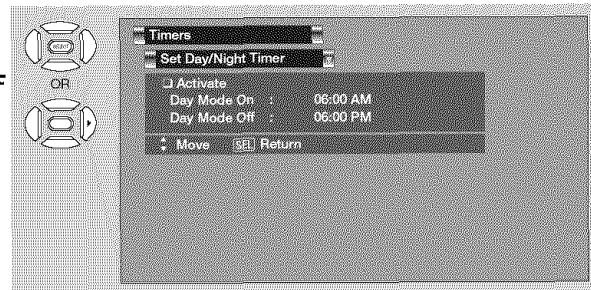 Timers
Set Day/Night Timer
OR
❑ Activate
Day Mode On : 06:00 AM
Day Mode Off : 06:00 PM
Move SEL Return